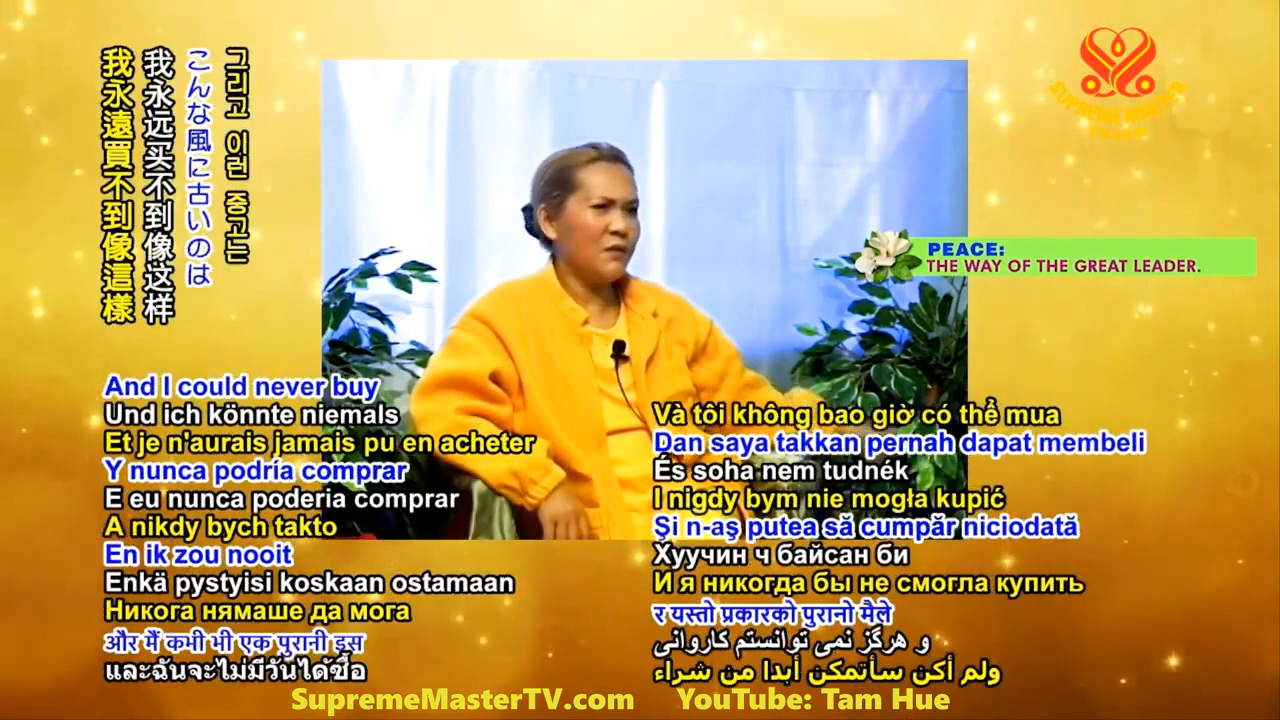 그리고 이런 중고는
こんな風に古いのは
我永远买不到像这样
我永遠買不到像這樣
SUPREME MASTER
TV.com
PEACE:
THE WAY OF THE GREAT LEADER.
And I could never buy
Und ich könnte niemals
Et je n'aurais jamais pu en acheter
Y nunca podría comprar
E eu nunca poderia comprar
A nikdy bych takto
En ik zou nooit
Enkä pystyisi koskaan ostamaan
Никога нямаше да мога
और मैं कभी भी एक पुरानी इस
และฉันจะไม่มีวันได้ซื้อ
Và tôi không bao giờ có thể mua
Dan saya takkan pernah dapat membeli
És soha nem tudnék
I nigdy bym nie mogła kupić
Şi n-aş putea să cumpăr niciodată
Хуучин ч байсан би
И я никогда бы не смогла купить
र यस्तो प्रकारको पुरानो मैले
و هرگز نمی توانستم کاروانی
ولم أكن سأتمكن أبدا من شراء
SupremeMasterTV.com YouTube: Tam Hue